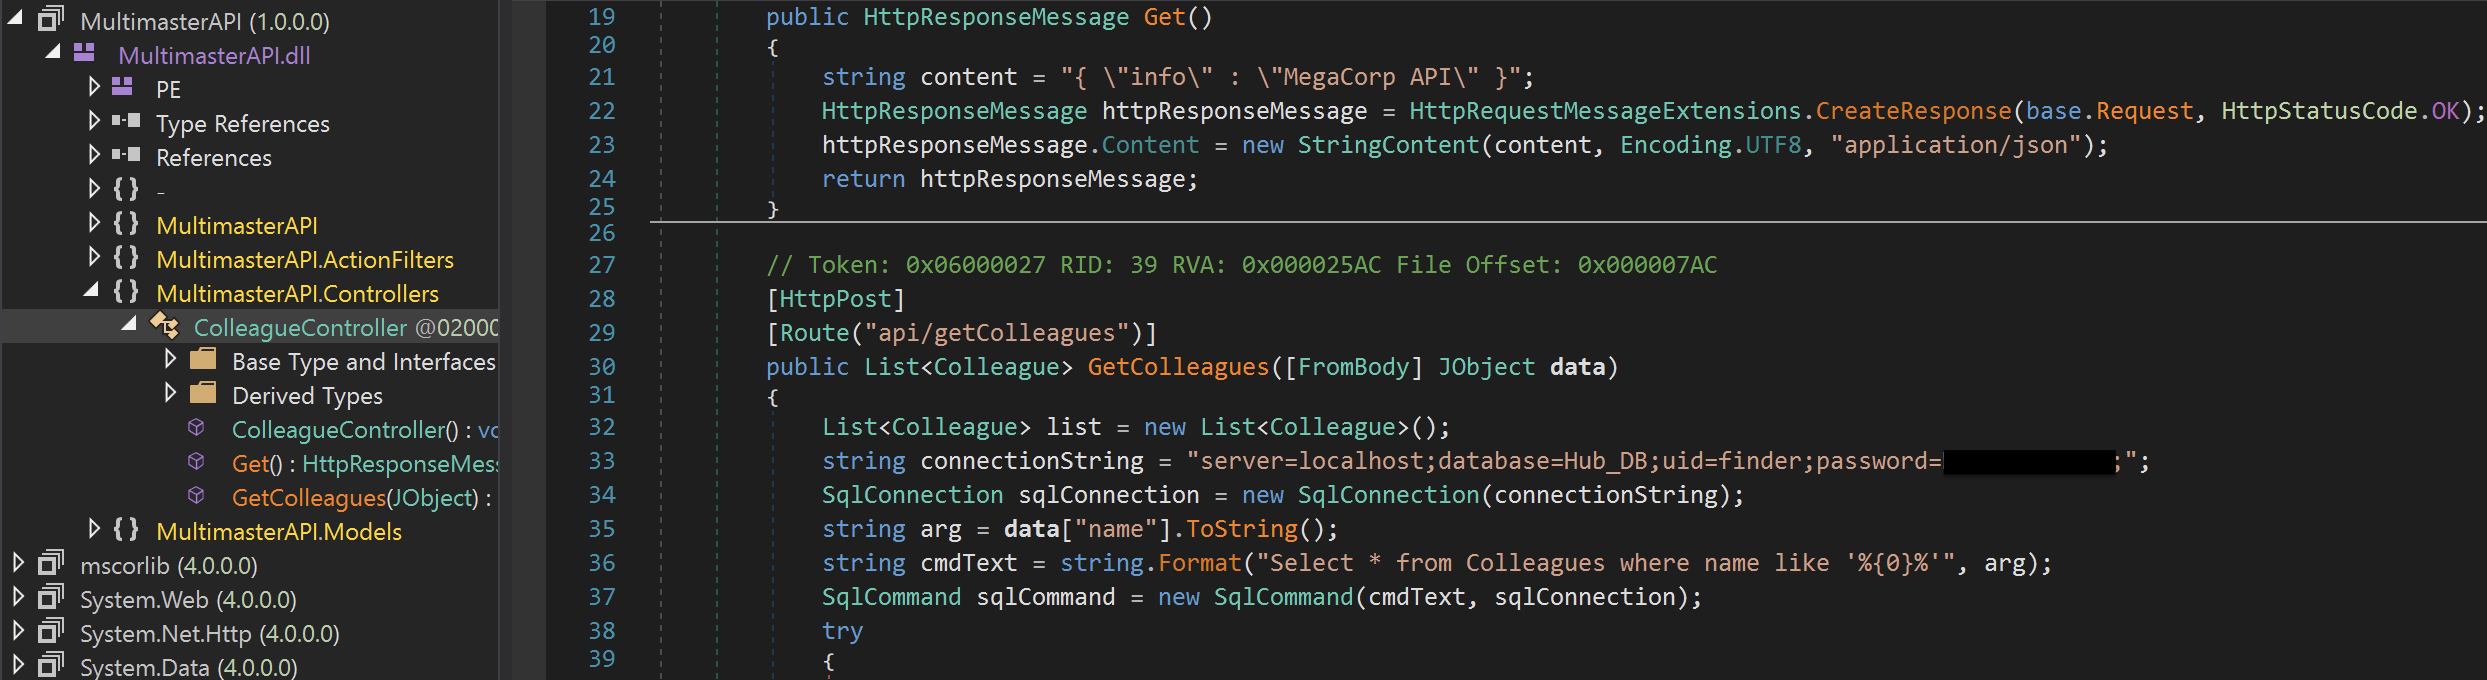 MultimasterAPI (1.0.0.0)
MultimasterAPI.dll
PE
Type References
References
{ } -
{ } MultimasterAPI
{ } MultimasterAPI.ActionFilters
{ } MultimasterAPI.Controllers
ColleagueController @02000
Base Type and Interfaces
Derived Types
ColleagueController() : vo
Get() : HttpResponseMess
GetColleagues(JObject) :
{ } MultimasterAPI.Models
mscorlib (4.0.0.0)
System.Web (4.0.0.0)
System.Net.Http (4.0.0.0)
System.Data (4.0.0.0)
19 public HttpResponseMessage Get()
20 {
21 string content = "{ \"info\" : \"MegaCorp API\" }";
22 HttpResponseMessage httpResponseMessage = HttpRequestMessageExtensions.CreateResponse(base.Request, HttpStatusCode.OK);
23 httpResponseMessage.Content = new StringContent(content, Encoding.UTF8, "application/json");
24 return httpResponseMessage;
25 }
26
27 // Token: 0x06000027 RID: 39 RVA: 0x000025AC File Offset: 0x000007AC
28 [HttpPost]
29 [Route("api/getColleagues")]
30 public List<Colleague> GetColleagues([FromBody] JObject data)
31 {
32 List<Colleague> list = new List<Colleague>();
33 string connectionString = "server=localhost;database=Hub_DB;uid=finder;password= ;";
34 SqlConnection sqlConnection = new SqlConnection(connectionString);
35 string arg = data["name"].ToString();
36 string cmdText = string.Format("Select * from Colleagues where name like '%{0}%'", arg);
37 SqlCommand sqlCommand = new SqlCommand(cmdText, sqlConnection);
38 try
39 {